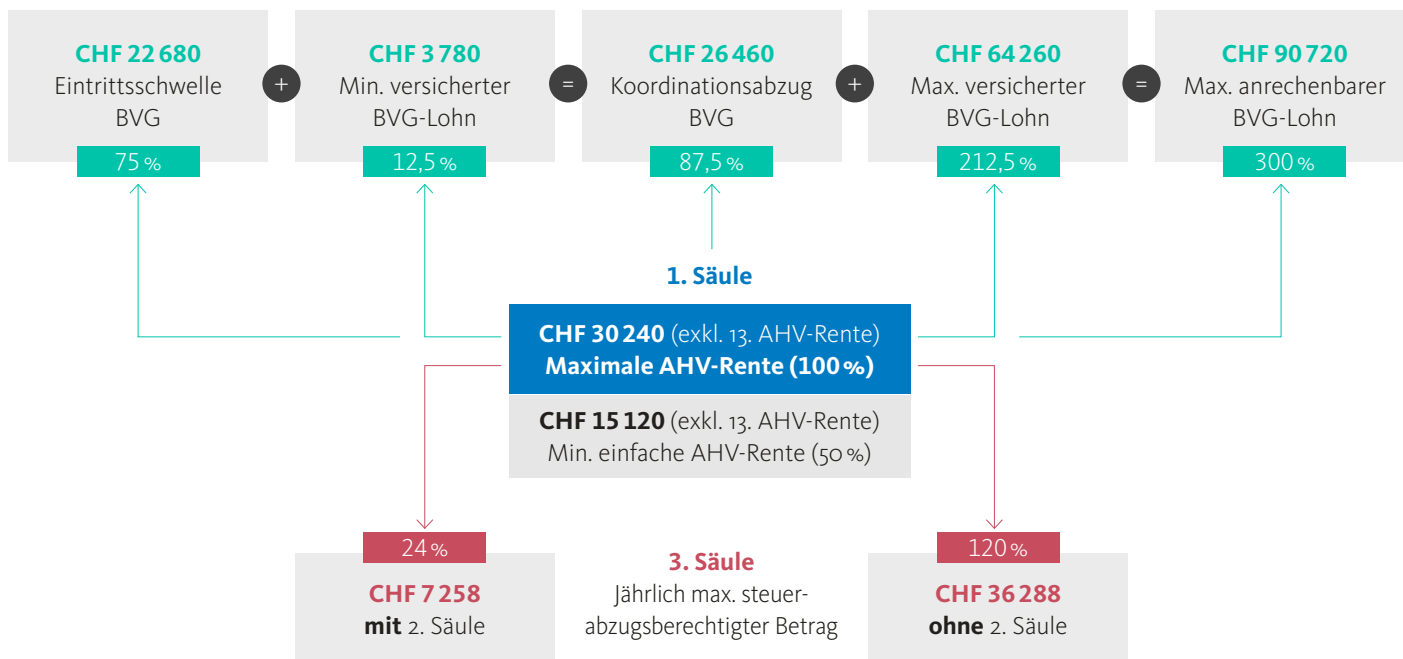 CHF 22 680
Eintrittsschwelle
BVG
75 %
+
CHF 3 780
Min. versicherter
BVG-Lohn
12,5 %
=
CHF 26 460
Koordinationsabzug
BVG
87,5 %
+
CHF 64 260
Max. versicherter
BVG-Lohn
212,5 %
=
CHF 90 720
Max. anrechenbarer
BVG-Lohn
300 %
1. Säule
CHF 30 240 (exkl. 13. AHV-Rente)
Maximale AHV-Rente (100 %)
CHF 15 120 (exkl. 13. AHV-Rente)
Min. einfache AHV-Rente (50 %)
24 %
CHF 7 258
mit 2. Säule
3. Säule
Jährlich max. steuer-
abzugsberechtigter Betrag
120 %
CHF 36 288
ohne 2. Säule